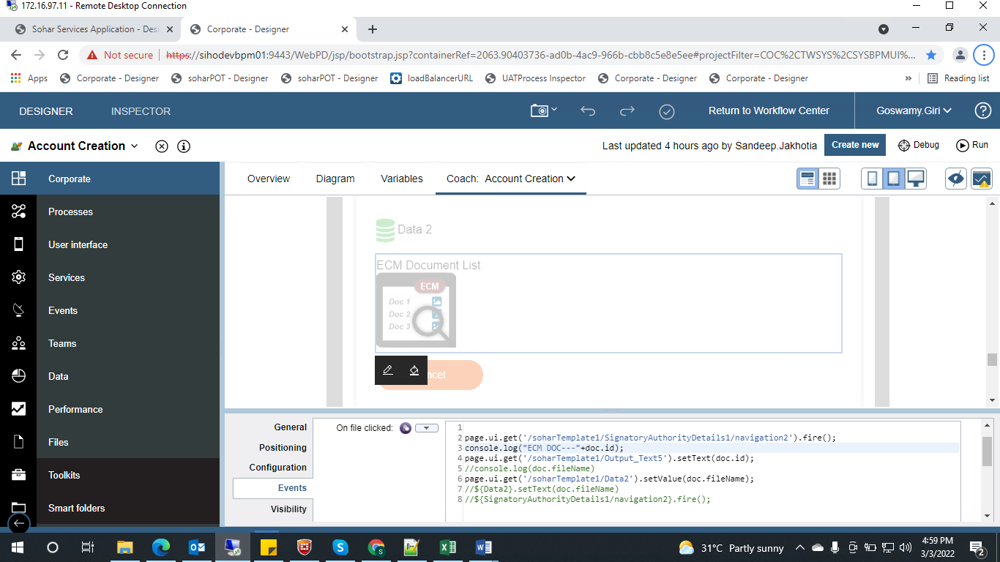 172.16.97.11 - Remote Desktop Connection
Sohar Services Application - Desi
Corporate - Designer
Not secure
https://sihodevbpm01:9443/WebPD/jsp/bootstrap.jsp?containerRef=2063.90403736-ad0b-4ac9-966b-cbb8c5e8e5ee#projectFilter=COC%2CTWSYS%2CSYSBPMUI%...
Apps
Corporate - Designer
soharPOT - Designer
soharPOT - Designer
loadBalancerURL
UATProcess Inspector
Corporate - Designer
Corporate - Designer
»
Reading list
DESIGNER
INSPECTOR
Return to Workflow Center
Goswamy.Giri
Account Creation
Last updated 4 hours ago by Sandeep.Jakhotia
Create new
Debug
Run
Corporate
Processes
User interface
Services
Events
Teams
Data
Performance
Files
Toolkits
Smart folders
Overview
Diagram
Variables
Coach: Account Creation
Data 2
ECM Document List
ECM
Doc 1
Doc 2
Doc 3
ncel
General
Positioning
Configuration
Events
Visibility
On file clicked:
1
2 page.ui.get('/soharTemplate1/SignatoryAuthorityDetails1/navigation2').fire();
3 console.log("ECM DOC---"+doc.id);
4 page.ui.get('/soharTemplate1/Output_Text5').setText(doc.id);
5 //console.log(doc.fileName)
6 page.ui.get('/soharTemplate1/Data2').setValue(doc.fileName);
7 //${Data2}.setText(doc.fileName)
8 //${SignatoryAuthorityDetails1/navigation2}.fire();
31°C Partly sunny
4:59 PM
3/3/2022
2